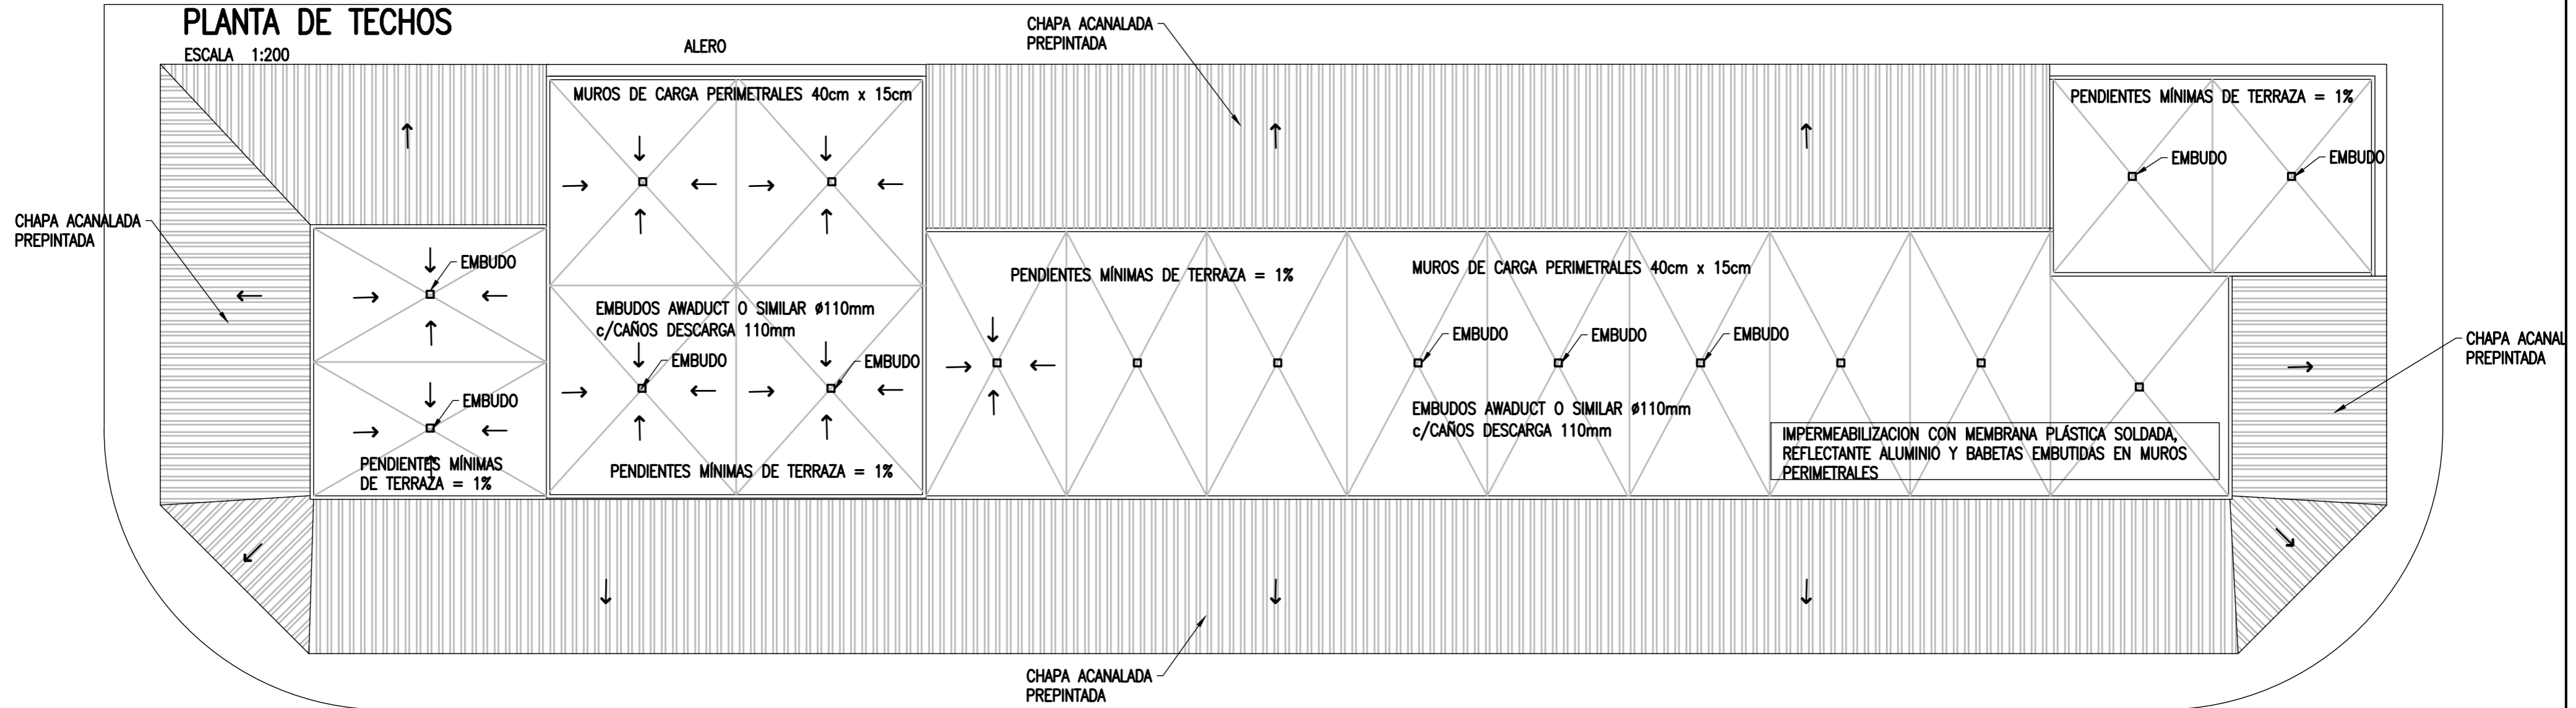 PLANTA DE TECHOS
ESCALA 1:200
ALERO
CHAPA ACANALADA
PREPINTADA
MUROS DE CARGA PERIMETRALES 40cm x 15cm
PENDIENTES MÍNIMAS DE TERRAZA = 1%
EMBUDO
EMBUDO
CHAPA ACANALADA
PREPINTADA
EMBUDO
PENDIENTES MÍNIMAS DE TERRAZA = 1%
MUROS DE CARGA PERIMETRALES 40cm x 15cm
EMBUDOS AWADUCT O SIMILAR ø110mm
c/CAÑOS DESCARGA 110mm
EMBUDO
EMBUDO
EMBUDO
EMBUDO
EMBUDO
CHAPA ACANAL
PREPINTADA
EMBUDO
EMBUDOS AWADUCT O SIMILAR ø110mm
c/CAÑOS DESCARGA 110mm
IMPERMEABILIZACION CON MEMBRANA PLÁSTICA SOLDADA,
REFLECTANTE ALUMINIO Y BABETAS EMBUTIDAS EN MUROS
PERIMETRALES
PENDIENTES MÍNIMAS
DE TERRAZA = 1%
PENDIENTES MÍNIMAS DE TERRAZA = 1%
CHAPA ACANALADA
PREPINTADA